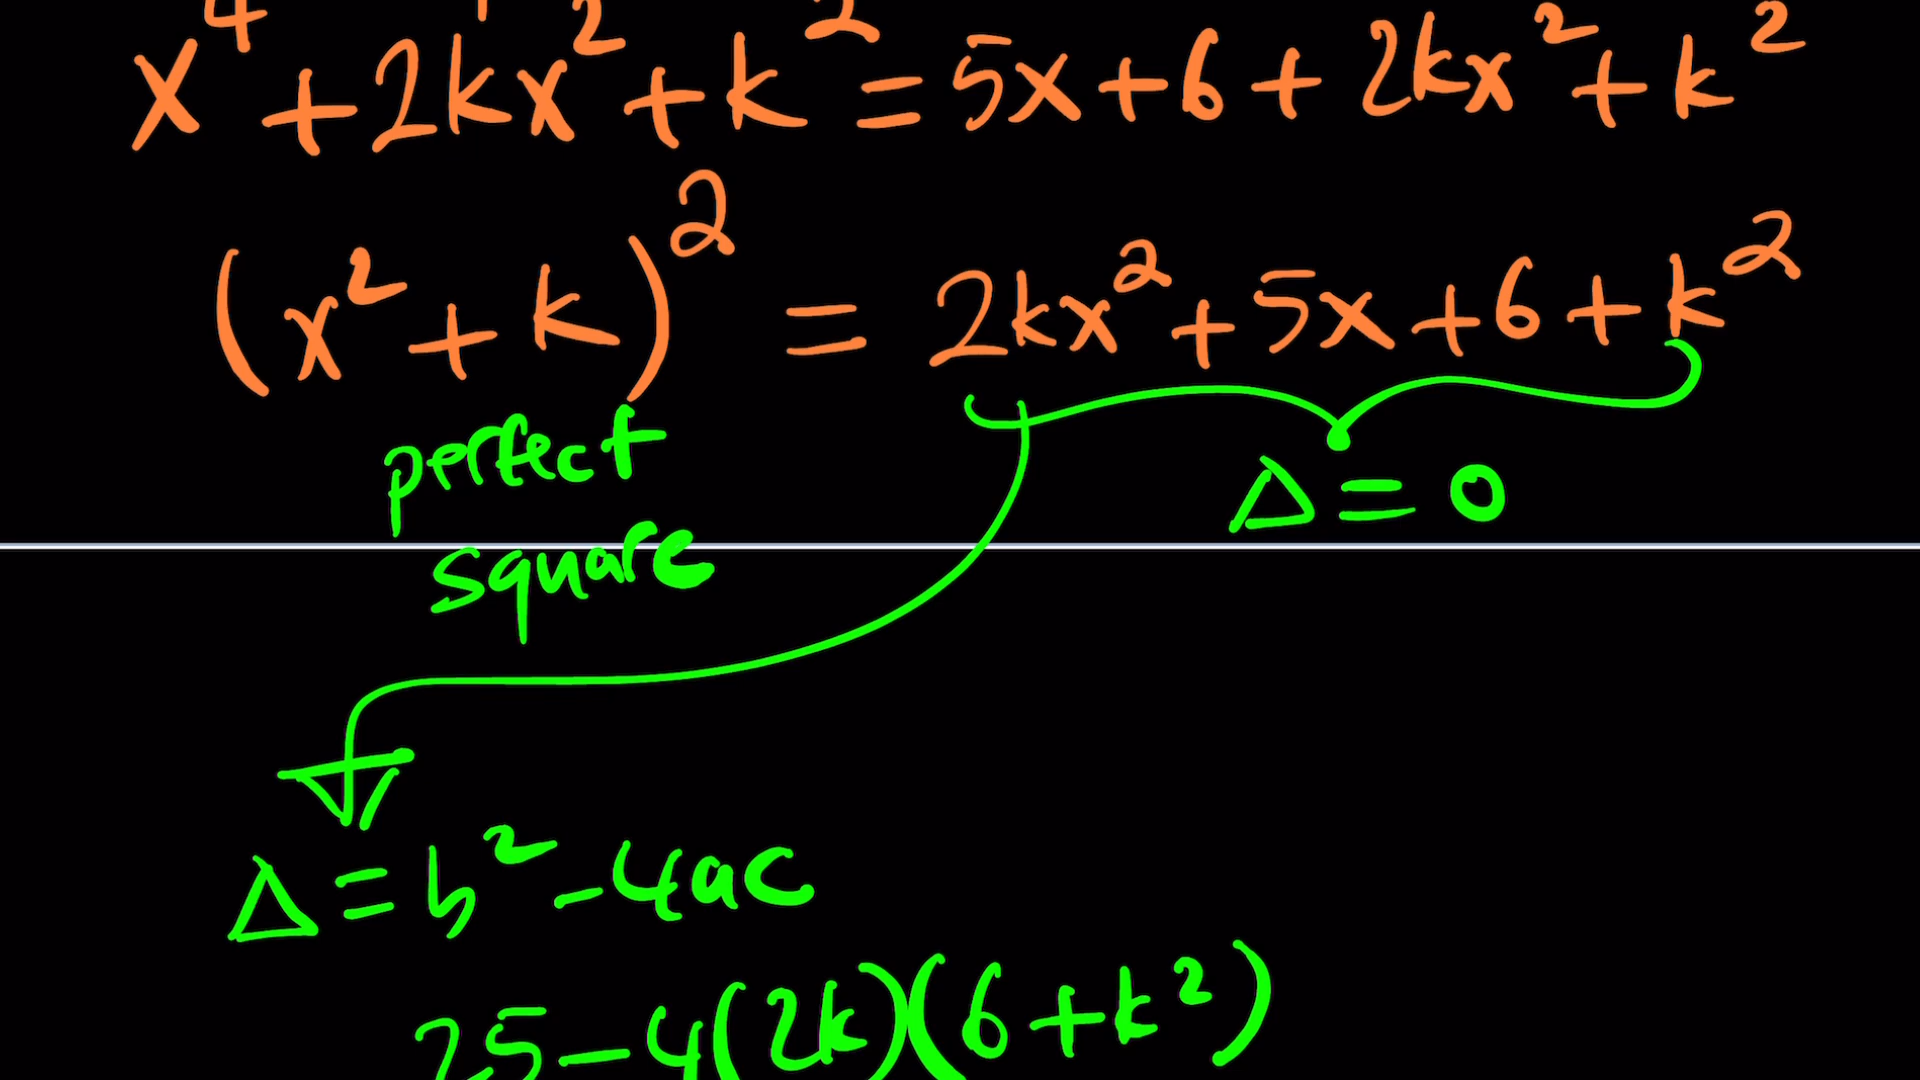 x⁴ + 2kx² + k² = 5x + 6 + 2kx² + k²
(x² + k)² = 2kx² + 5x + 6 + k²
perfect
square
Δ = 0
Δ = b² - 4ac
25 - 4(2k)(6 + k²)